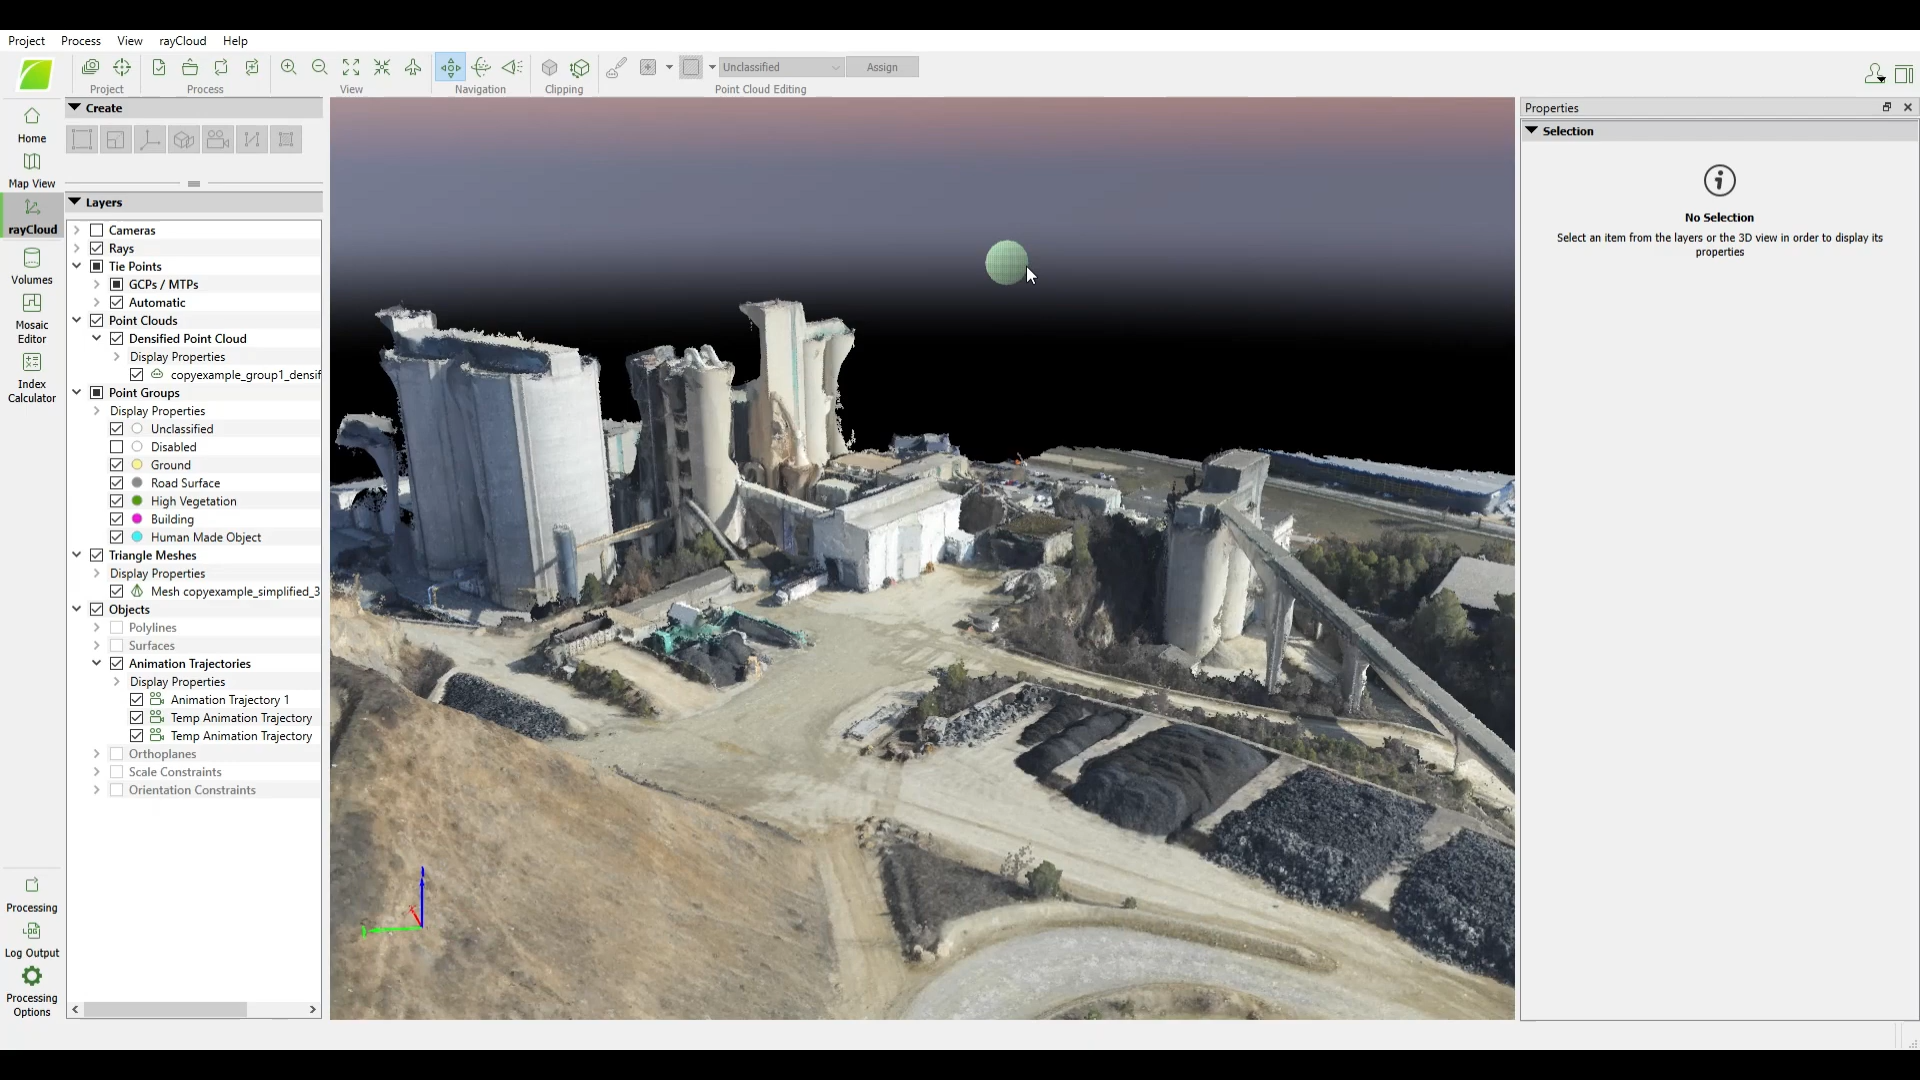 Project Process View rayCloud Help
Unclassified Assign
Project Process View Navigation Clipping Point Cloud Editing
Home
Map View
rayCloud
Volumes
Mosaic
Editor
Index
Calculator
Processing
Log Output
Processing
Options
Create
Layers
Cameras
Rays
Tie Points
GCPs / MTPs
Automatic
Point Clouds
Densified Point Cloud
Display Properties
copyexample_group1_densif
Point Groups
Display Properties
Unclassified
Disabled
Ground
Road Surface
High Vegetation
Building
Human Made Object
Triangle Meshes
Display Properties
Mesh copyexample_simplified_3
Objects
Polylines
Surfaces
Animation Trajectories
Display Properties
Animation Trajectory 1
Temp Animation Trajectory
Temp Animation Trajectory
Orthoplanes
Scale Constraints
Orientation Constraints
Properties
Selection
No Selection
Select an item from the layers or the 3D view in order to display its
properties